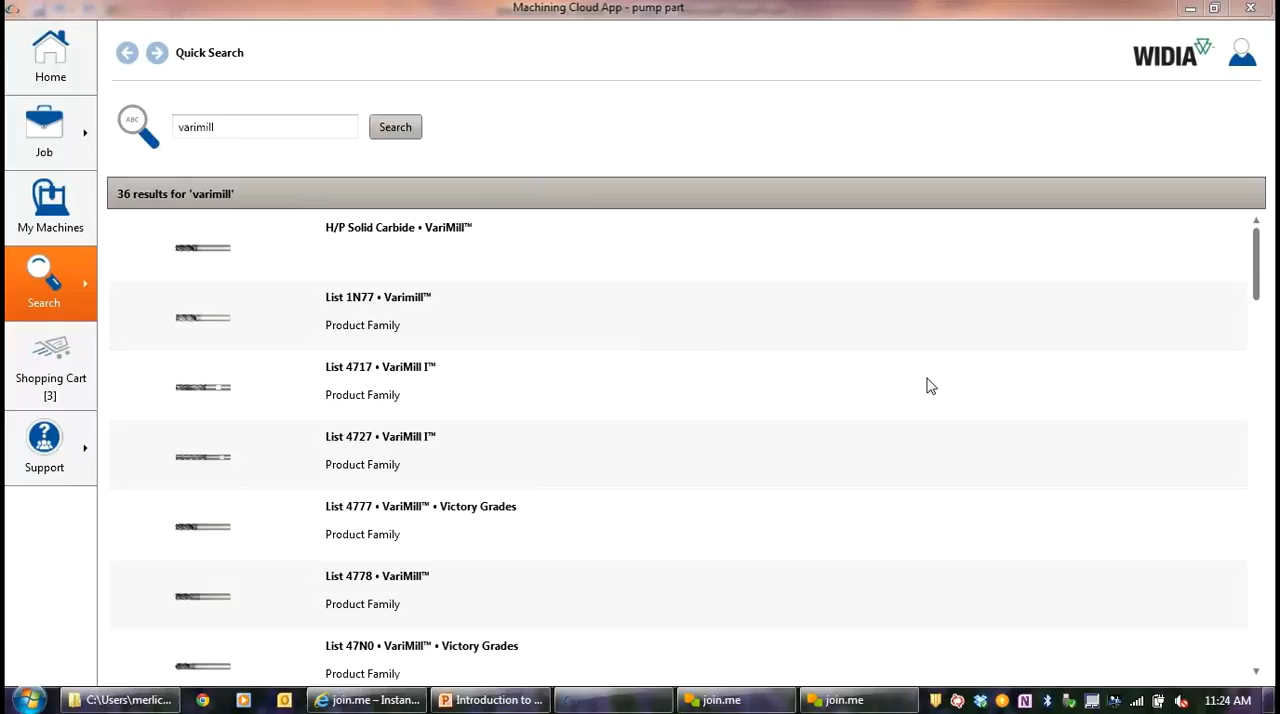 Machining Cloud App - pump part
Home
Job
My Machines
Search
Shopping Cart
[3]
Support
Quick Search
WIDIA
ABC
varimill
Search
36 results for 'varimill'
H/P Solid Carbide • VariMill™
List 1N77 • Varimill™
Product Family
List 4717 • VariMill I™
Product Family
List 4727 • VariMill I™
Product Family
List 4777 • VariMill™ • Victory Grades
Product Family
List 4778 • VariMill™
Product Family
List 47N0 • VariMill™ • Victory Grades
Product Family
C:\Users\merlic...
join.me – Instan...
Introduction to ...
join.me
join.me
11:24 AM